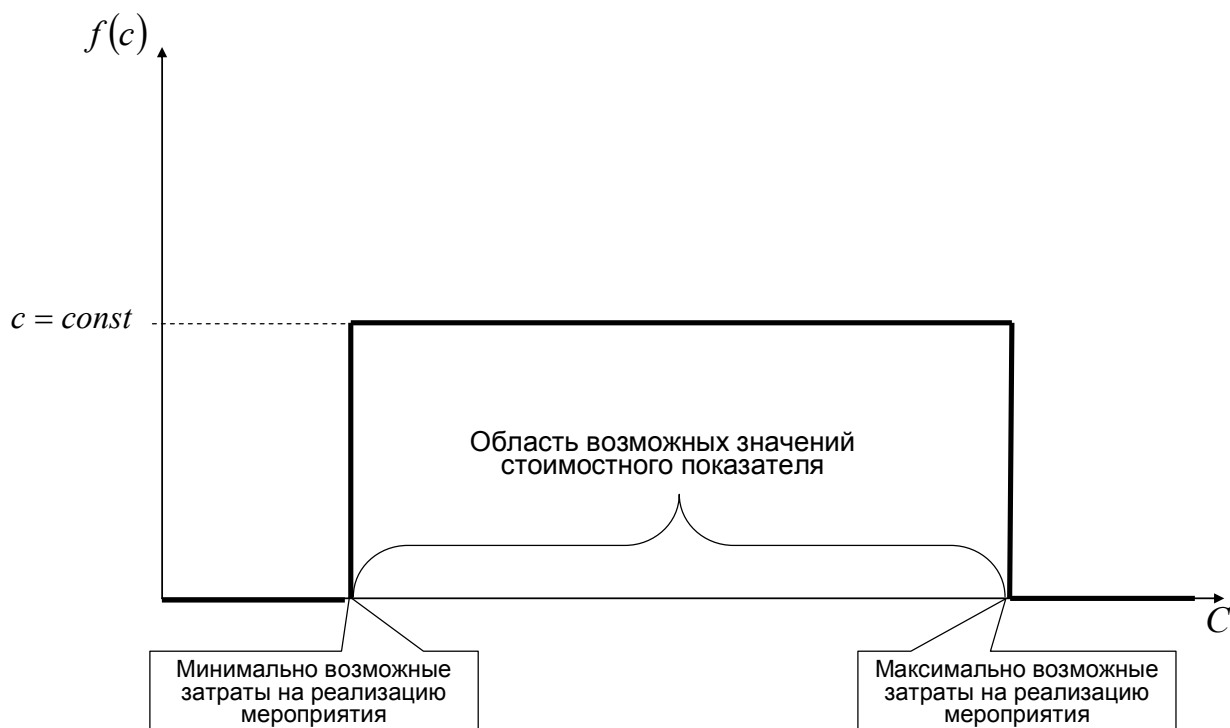 f(c)
c = const
Область возможных значений
стоимостного показателя
C
Минимально возможные
затраты на реализацию
мероприятия
Максимально возможные
затраты на реализацию
мероприятия